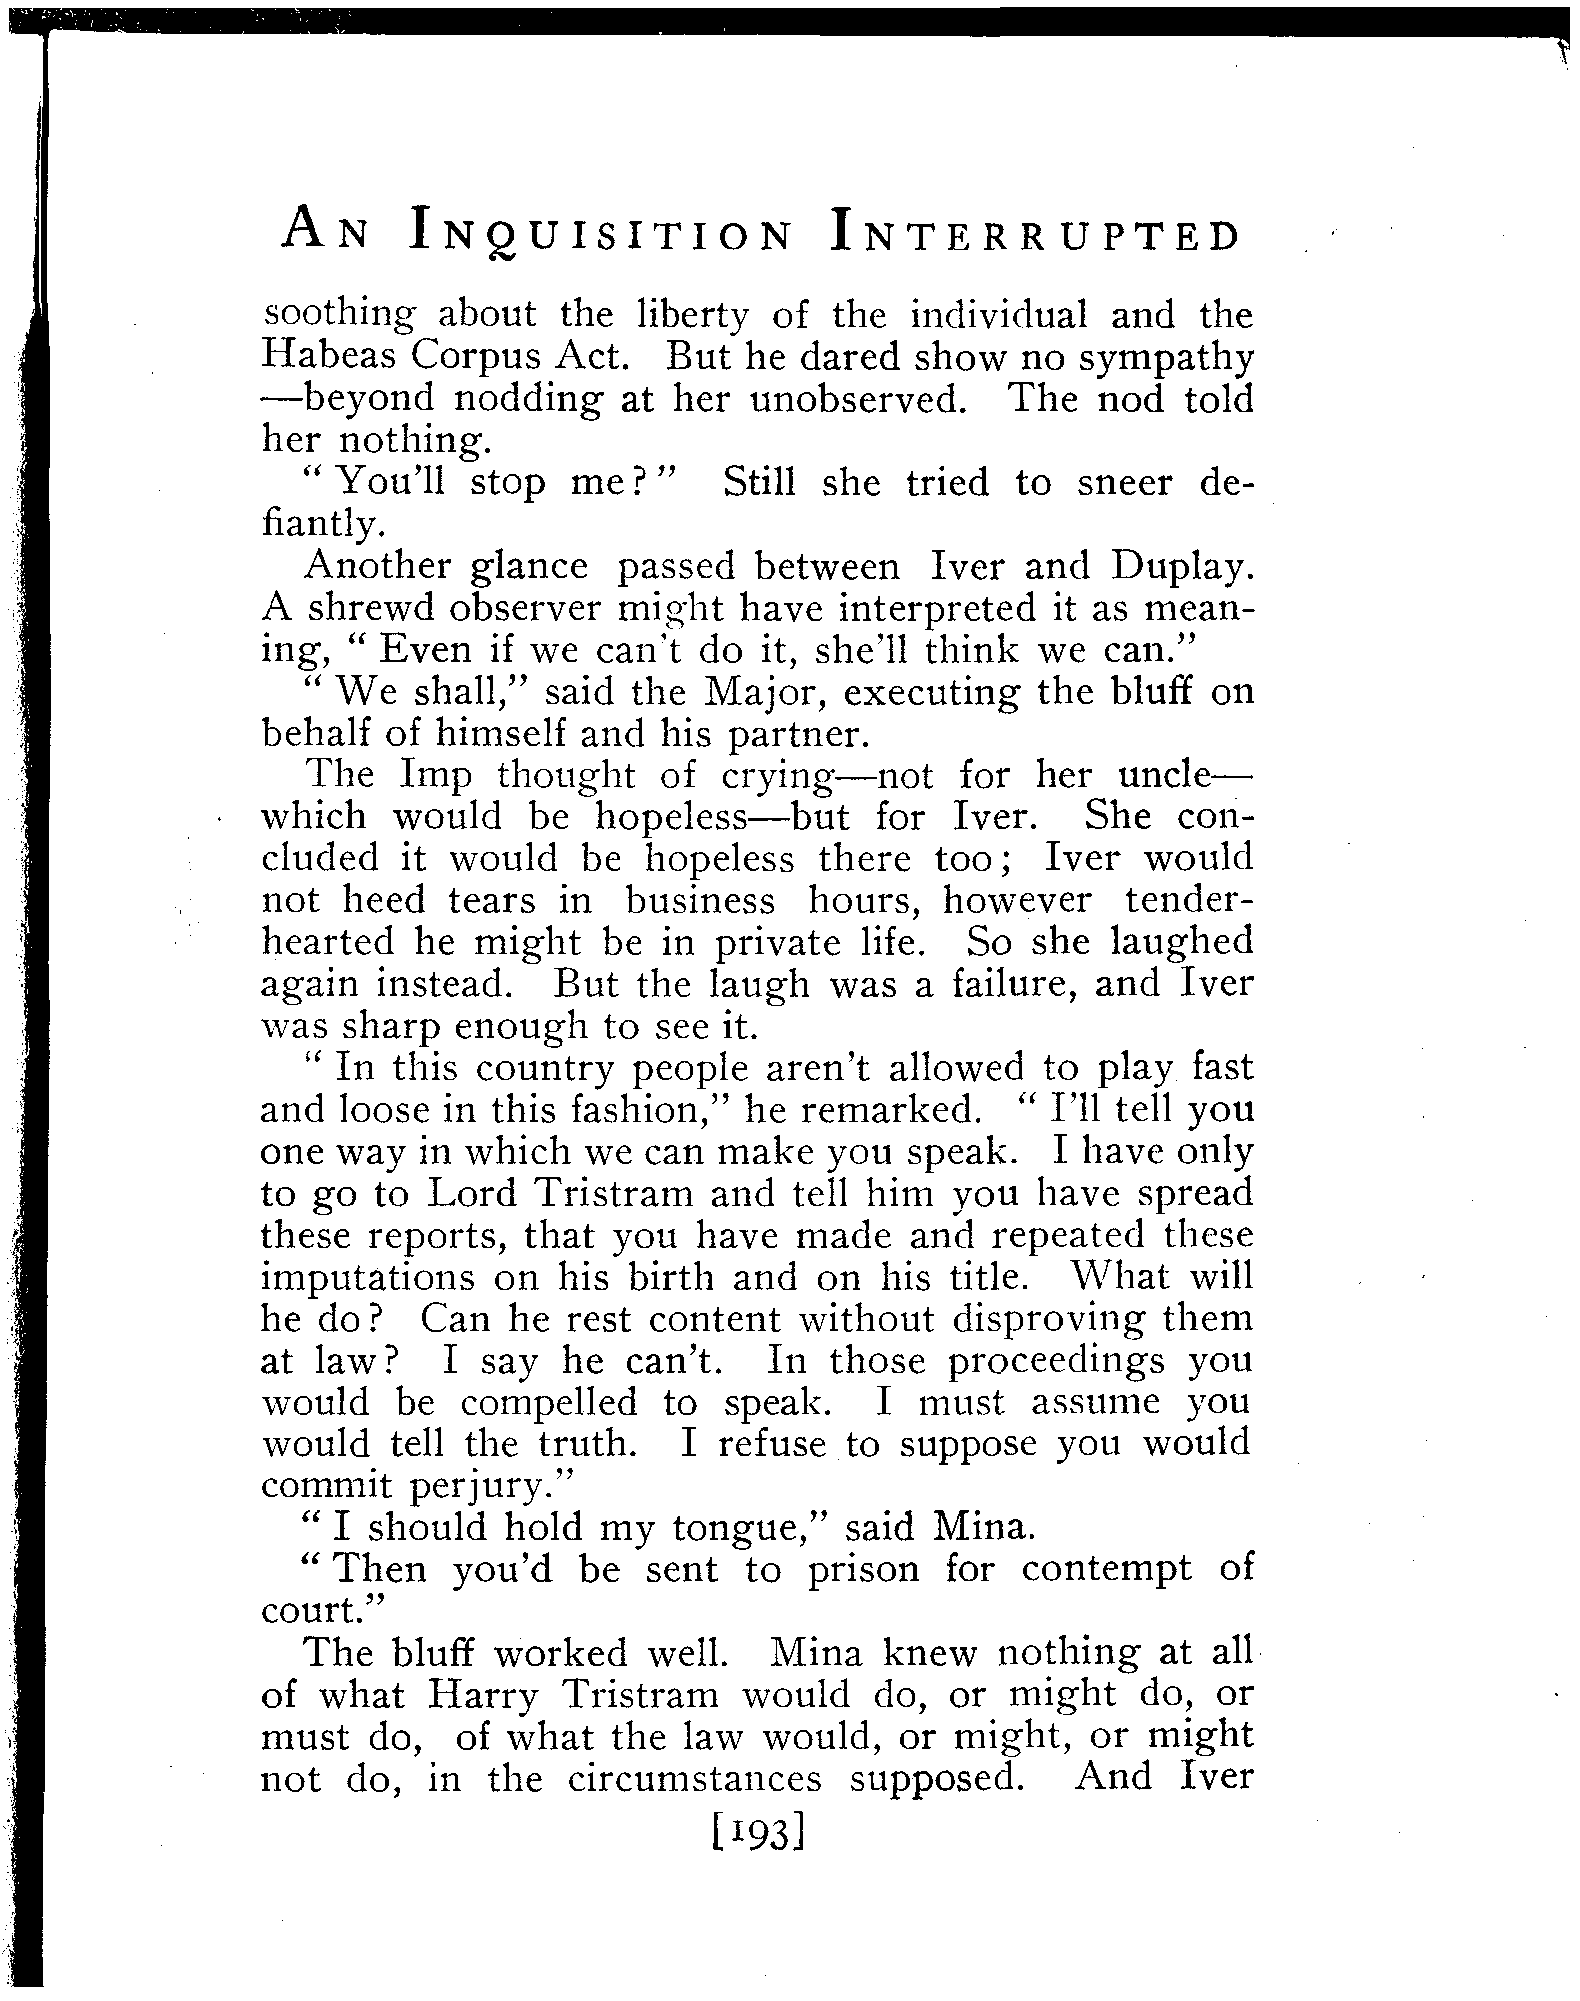 An Inquisition Interrupted
soothing about the liberty of the individual and the
Habeas Corpus Act. But he dared show no sympathy
—beyond nodding at her unobserved. The nod told
her nothing.
“ You'll stop me? ” Still she tried to sneer de-
fiantly.
Another glance passed between Iver and Duplay.
A shrewd observer might have interpreted it as mean-
ing, “ Even if we can't do it, she'll think we can.”
“ We shall,” said the Major, executing the bluff on
behalf of himself and his partner.
The Imp thought of crying—not for her uncle—
which would be hopeless—but for Iver. She con-
cluded it would be hopeless there too; Iver would
not heed tears in business hours, however tender-
hearted he might be in private life. So she laughed
again instead. But the laugh was a failure, and Iver
was sharp enough to see it.
“ In this country people aren't allowed to play fast
and loose in this fashion,” he remarked. “ I'll tell you
one way in which we can make you speak. I have only
to go to Lord Tristram and tell him you have spread
these reports, that you have made and repeated these
imputations on his birth and on his title. What will
he do? Can he rest content without disproving them
at law? I say he can't. In those proceedings you
would be compelled to speak. I must assume you
would tell the truth. I refuse to suppose you would
commit perjury.”
“ I should hold my tongue,” said Mina.
“ Then you'd be sent to prison for contempt of
court.”
The bluff worked well. Mina knew nothing at all
of what Harry Tristram would do, or might do, or
must do, of what the law would, or might, or might
not do, in the circumstances supposed. And Iver
[193]